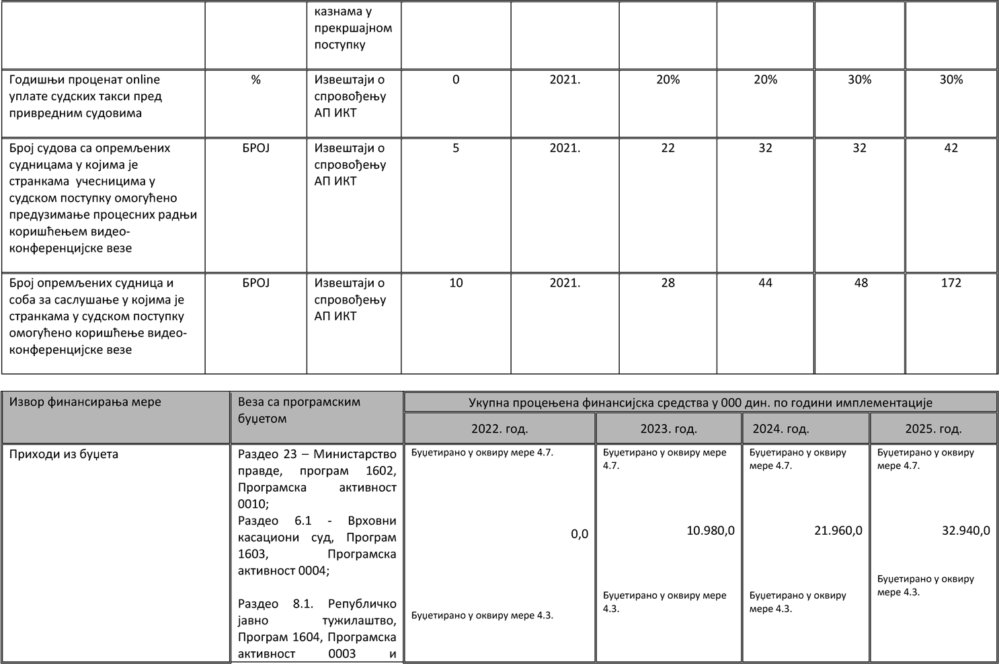 казнама у
прекршајном
поступку
Годишњи проценат online
уплате судских такси пред
привредним судовима
%
Извештаји о
спровођењу
АП ИКТ
0
2021.
20%
20%
30%
30%
Број судова са опремљених
судницама у којима је
странкама учесницима у
судском поступку омогућено
предузимање процесних радњи
коришћењем видео-
конференцијске везе
БРОЈ
Извештаји о
спровођењу
АП ИКТ
5
2021.
22
32
32
42
Број опремљених судница и
соба за саслушање у којима је
странкама у судском поступку
омогућено коришћење видео-
конференцијске везе
БРОЈ
Извештаји о
спровођењу
АП ИКТ
10
2021.
28
44
48
172
Извор финансирања мере
Веза са програмским
буџетом
Укупна процењена финансијска средства у 000 дин. по години имплементације
2022. год.
2023. год.
2024. год.
2025. год.
Приходи из буџета
Раздео 23 – Министарство
правде, програм 1602,
Програмска активност
0010;
Раздео 6.1 - Врховни
касациони суд, Програм
1603, Програмска
активност 0004;
Раздео 8.1. Републичко
јавно тужилаштво,
Програм 1604, Програмска
активност 0003 и
Буџетирано у оквиру мере 4.7.
0,0
Буџетирано у оквиру мере 4.3.
Буџетирано у оквиру мере
4.7.
10.980,0
Буџетирано у оквиру мере
4.3.
Буџетирано у оквиру
мере 4.7.
21.960,0
Буџетирано у оквиру
мере 4.3.
Буџетирано у оквиру
мере 4.7.
32.940,0
Буџетирано у оквиру
мере 4.3.